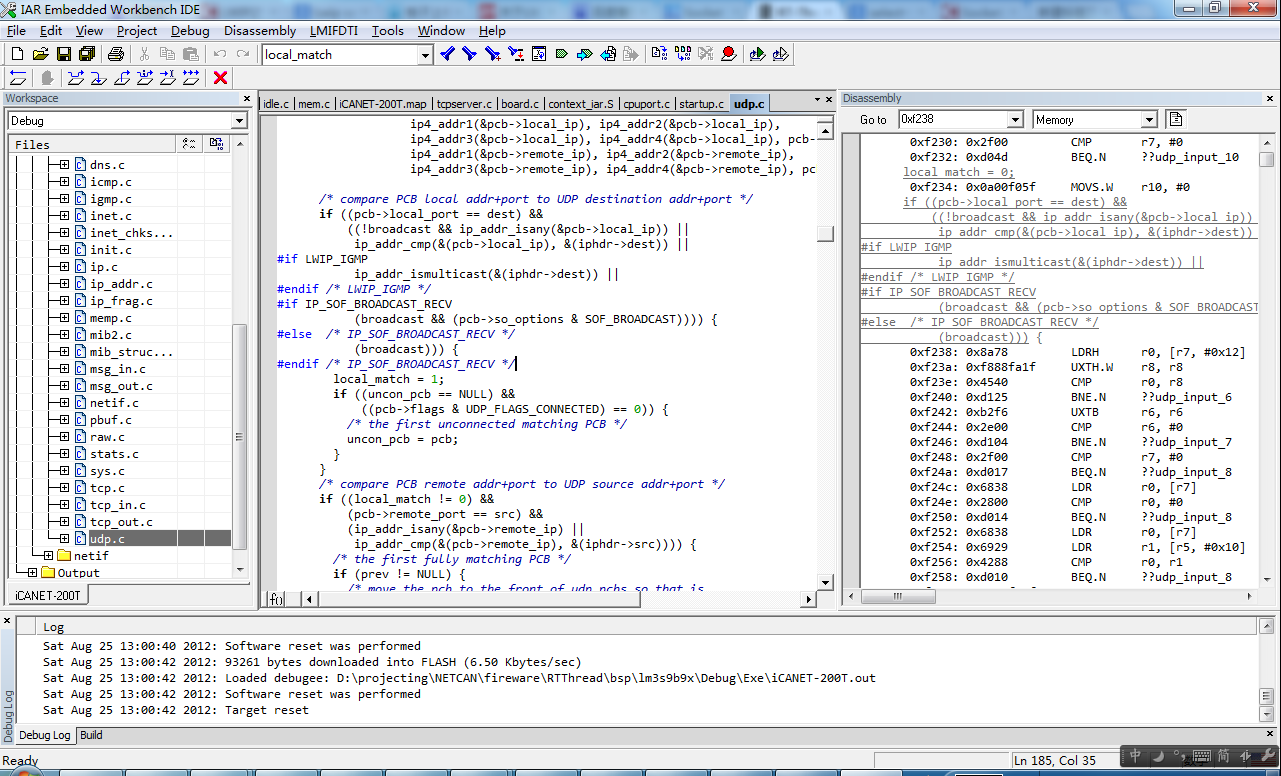 IAR Embedded Workbench IDE
File Edit View Project Debug Disassembly LMIFDTI Tools Window Help
local_match
Workspace
Debug
Files
dns.c
icmp.c
igmp.c
inet.c
inet_chks...
init.c
ip.c
ip_addr.c
ip_frag.c
memp.c
mib2.c
mib_struc...
msg_in.c
msg_out.c
netif.c
pbuf.c
raw.c
stats.c
sys.c
tcp.c
tcp_in.c
tcp_out.c
udp.c
netif
Output
iCANET-200T
idle.c mem.c iCANET-200T.map tcpserver.c board.c context_iar.S cpuport.c startup.c udp.c
ip4_addr1(&pcb->local_ip), ip4_addr2(&pcb->local_ip),
ip4_addr3(&pcb->local_ip), ip4_addr4(&pcb->local_ip), pcb-
ip4_addr1(&pcb->remote_ip), ip4_addr2(&pcb->remote_ip),
ip4_addr3(&pcb->remote_ip), ip4_addr4(&pcb->remote_ip), pc
/* compare PCB local addr+port to UDP destination addr+port */
if ((pcb->local_port == dest) &&
((!broadcast && ip_addr_isany(&pcb->local_ip)) ||
ip_addr_cmp(&(pcb->local_ip), &(iphdr->dest)) ||
#if LWIP_IGMP
ip_addr_ismulticast(&(iphdr->dest)) ||
#endif /* LWIP_IGMP */
#if IP_SOF_BROADCAST_RECV
(broadcast && (pcb->so_options & SOF_BROADCAST)))) {
#else  /* IP_SOF_BROADCAST_RECV */
(broadcast))) {
#endif /* IP_SOF_BROADCAST_RECV */
local_match = 1;
if ((uncon_pcb == NULL) &&
((pcb->flags & UDP_FLAGS_CONNECTED) == 0)) {
/* the first unconnected matching PCB */
uncon_pcb = pcb;
}
}
/* compare PCB remote addr+port to UDP source addr+port */
if ((local_match != 0) &&
(pcb->remote_port == src) &&
(ip_addr_isany(&pcb->remote_ip) ||
ip_addr_cmp(&(pcb->remote_ip), &(iphdr->src)))) {
/* the first fully matching PCB */
if (prev != NULL) {
/* move the pcb to the front of udp_pcbs so that is
f()
Disassembly
Go to 0xf238 Memory
0xf230: 0x2f00 CMP r7, #0
0xf232: 0xd04d BEQ.N ??udp_input_10
local_match = 0;
0xf234: 0x0a00f05f MOVS.W r10, #0
if ((pcb->local_port == dest) &&
((!broadcast && ip_addr_isany(&pcb->local_ip))
ip_addr_cmp(&(pcb->local_ip), &(iphdr->dest))
#if LWIP_IGMP
ip_addr_ismulticast(&(iphdr->dest)) ||
#endif /* LWIP_IGMP */
#if IP_SOF_BROADCAST_RECV
(broadcast && (pcb->so_options & SOF_BROADCAST
#else  /* IP_SOF_BROADCAST_RECV */
(broadcast))) {
0xf238: 0x8a78 LDRH r0, [r7, #0x12]
0xf23a: 0xf888fa1f UXTH.W r8, r8
0xf23e: 0x4540 CMP r0, r8
0xf240: 0xd125 BNE.N ??udp_input_6
0xf242: 0xb2f6 UXTB r6, r6
0xf244: 0x2e00 CMP r6, #0
0xf246: 0xd104 BNE.N ??udp_input_7
0xf248: 0x2f00 CMP r7, #0
0xf24a: 0xd017 BEQ.N ??udp_input_8
0xf24c: 0x6838 LDR r0, [r7]
0xf24e: 0x2800 CMP r0, #0
0xf250: 0xd014 BEQ.N ??udp_input_8
0xf252: 0x6838 LDR r0, [r7]
0xf254: 0x6929 LDR r1, [r5, #0x10]
0xf256: 0x4288 CMP r0, r1
0xf258: 0xd010 BEQ.N ??udp_input_8
Log
Sat Aug 25 13:00:40 2012: Software reset was performed
Sat Aug 25 13:00:42 2012: 93261 bytes downloaded into FLASH (6.50 Kbytes/sec)
Sat Aug 25 13:00:42 2012: Loaded debugee: D:\projecting\NETCAN\fireware\RTThread\bsp\lm3s9b9x\Debug\Exe\iCANET-200T.out
Sat Aug 25 13:00:42 2012: Software reset was performed
Sat Aug 25 13:00:42 2012: Target reset
Debug Log
Debug Log Build
Ready
Ln 185, Col 35
中 简